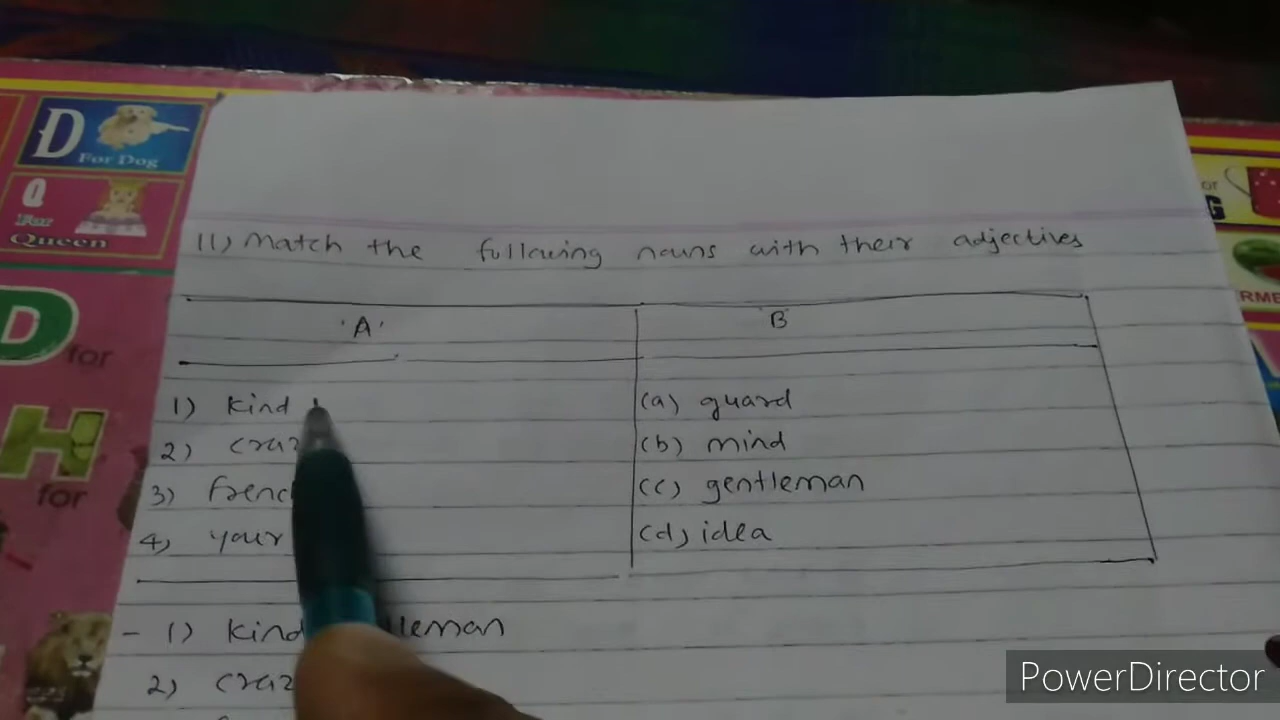 D
For Dog
Q
For
Queen
D for
H
for
11) Match the following nouns with their adjectives
'A' B
1) Kind (a) guard
2) (b) mind
3) (c) gentleman
4) your (d) idea
- 1) Kind
2)
PowerDirector